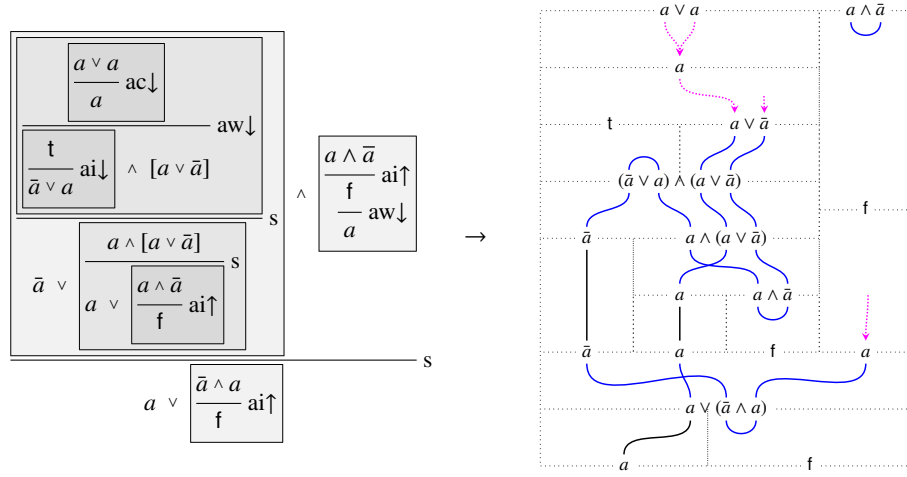 a ∨ a
a ac↓
aw↓
t
ā ∨ a ai↓ ∧ [a ∨ ā]
s
ā ∨ a ∧ [a ∨ ā] s
a ∨ a ∧ ā
f ai↑
∧
a ∧ ā
f ai↑
a aw↓
s
a ∨ ā ∧ a
f ai↑
→
a ∨ a a ∧ ā
a
t a ∨ ā
(ā ∨ a) ∧ (a ∨ ā)
f
ā a ∧ (a ∨ ā)
a a ∧ ā
ā a f a
a ∨ (ā ∧ a)
a f